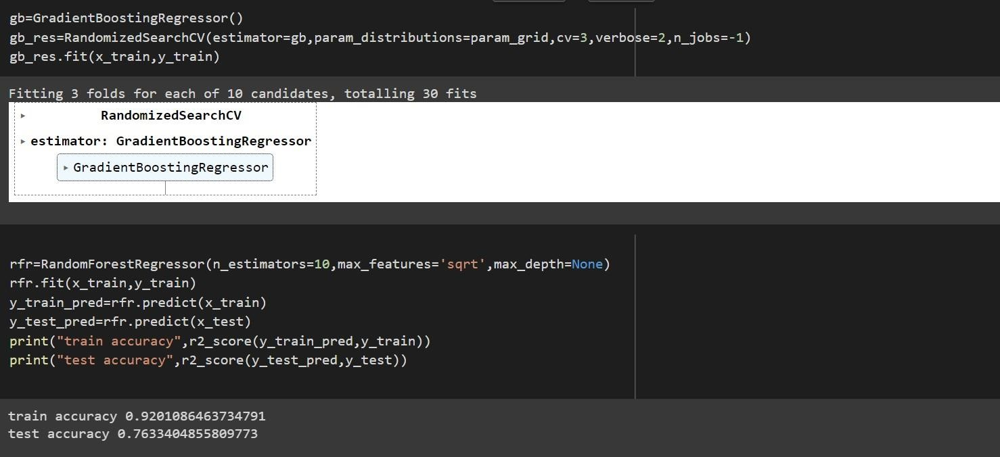 gb=GradientBoostingRegressor()
gb_res=RandomizedSearchCV(estimator=gb,param_distributions=param_grid,cv=3,verbose=2,n_jobs=-1)
gb_res.fit(x_train,y_train)
Fitting 3 folds for each of 10 candidates, totalling 30 fits
RandomizedSearchCV
estimator: GradientBoostingRegressor
GradientBoostingRegressor
rfr=RandomForestRegressor(n_estimators=10,max_features='sqrt',max_depth=None)
rfr.fit(x_train,y_train)
y_train_pred=rfr.predict(x_train)
y_test_pred=rfr.predict(x_test)
print("train accuracy",r2_score(y_train_pred,y_train))
print("test accuracy",r2_score(y_test_pred,y_test))
train accuracy 0.9201086463734791
test accuracy 0.7633404855809773